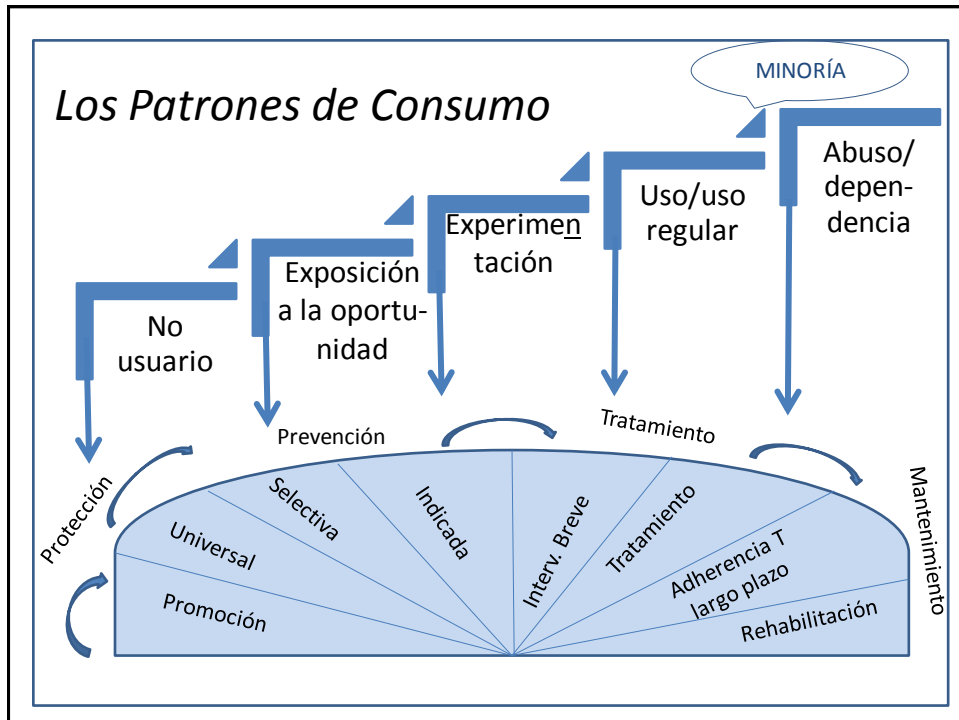 MINORÍA
Los Patrones de Consumo
Abuso/
depen-
dencia
Uso/uso
regular
Experimen
tación
Exposición
a la oportu-
nidad
No
usuario
Protección
Prevención
Tratamiento
Mantenimiento
Promoción
Universal
Selectiva
Indicada
Interv. Breve
Tratamiento
Adherencia T
largo plazo
Rehabilitación